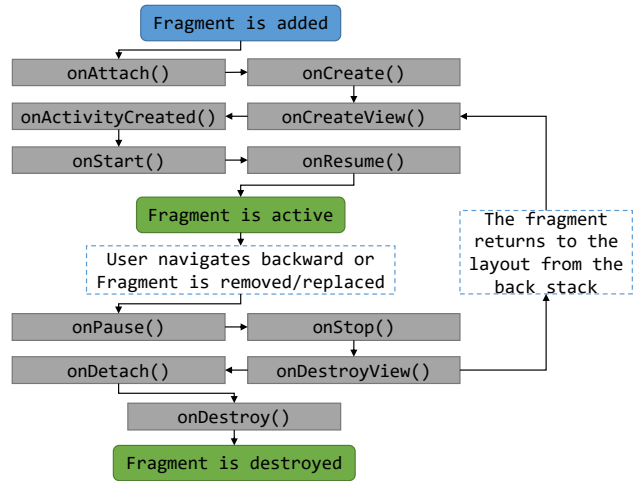 Fragment is added
onAttach()
onCreate()
onActivityCreated()
onCreateView()
onStart()
onResume()
Fragment is active
User navigates backward or
Fragment is removed/replaced
The fragment
returns to the
layout from the
back stack
onPause()
onStop()
onDetach()
onDestroyView()
onDestroy()
Fragment is destroyed